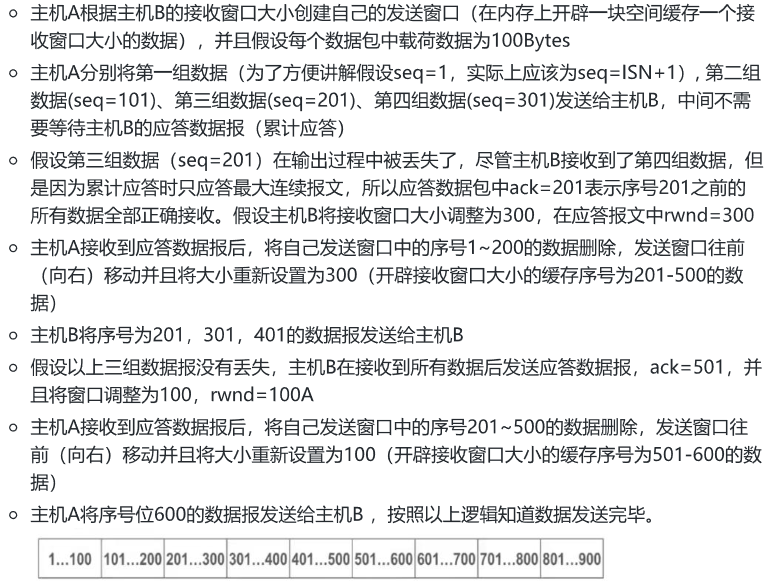 主机A根据主机B的接收窗口大小创建自己的发送窗口（在内存上开辟一块空间缓存一个接
收窗口大小的数据），并且假设每个数据包中载荷数据为100Bytes
主机A分别将第一组数据（为了方便讲解假设seq=1，实际上应该为seq=ISN+1）, 第二组
数据(seq=101)、第三组数据(seq=201)、第四组数据(seq=301)发送给主机B，中间不需
要等待主机B的应答数据报（累计应答）
假设第三组数据（seq=201）在输出过程中被丢失了，尽管主机B接收到了第四组数据，但
是因为累计应答时只应答最大连续报文，所以应答数据包中ack=201表示序号201之前的
所有数据全部正确接收。假设主机B将接收窗口大小调整为300，在应答报文中rwnd=300
主机A接收到应答数据报后，将自己发送窗口中的序号1~200的数据删除，发送窗口往前
（向右）移动并且将大小重新设置为300（开辟接收窗口大小的缓存序号为201-500的数
据）
主机B将序号为201，301，401的数据报发送给主机B
假设以上三组数据报没有丢失，主机B在接收到所有数据后发送应答数据报，ack=501，并
且将窗口调整为100，rwnd=100A
主机A接收到应答数据报后，将自己发送窗口中的序号201~500的数据删除，发送窗口往
前（向右）移动并且将大小重新设置为100（开辟接收窗口大小的缓存序号为501-600的数
据）
主机A将序号位600的数据报发送给主机B ，按照以上逻辑知道数据发送完毕。
1...100 101...200 201...300 301...400 401...500 501...600 601...700 701...800 801...900